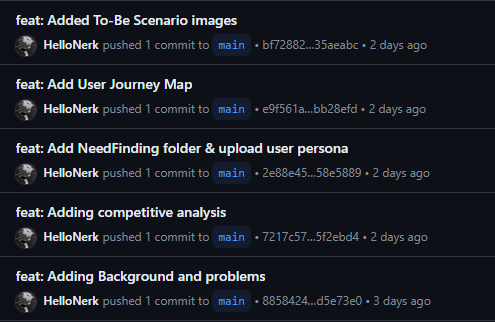 feat: Added To-Be Scenario images
HelloNerk pushed 1 commit to main • bf72882...35aeabc • 2 days ago
feat: Add User Journey Map
HelloNerk pushed 1 commit to main • e9f561a...bb28efd • 2 days ago
feat: Add NeedFinding folder & upload user persona
HelloNerk pushed 1 commit to main • 2e88e45...58e5889 • 2 days ago
feat: Adding competitive analysis
HelloNerk pushed 1 commit to main • 7217c57...5f2ebd4 • 2 days ago
feat: Adding Background and problems
HelloNerk pushed 1 commit to main • 8858424...d5e73e0 • 3 days ago